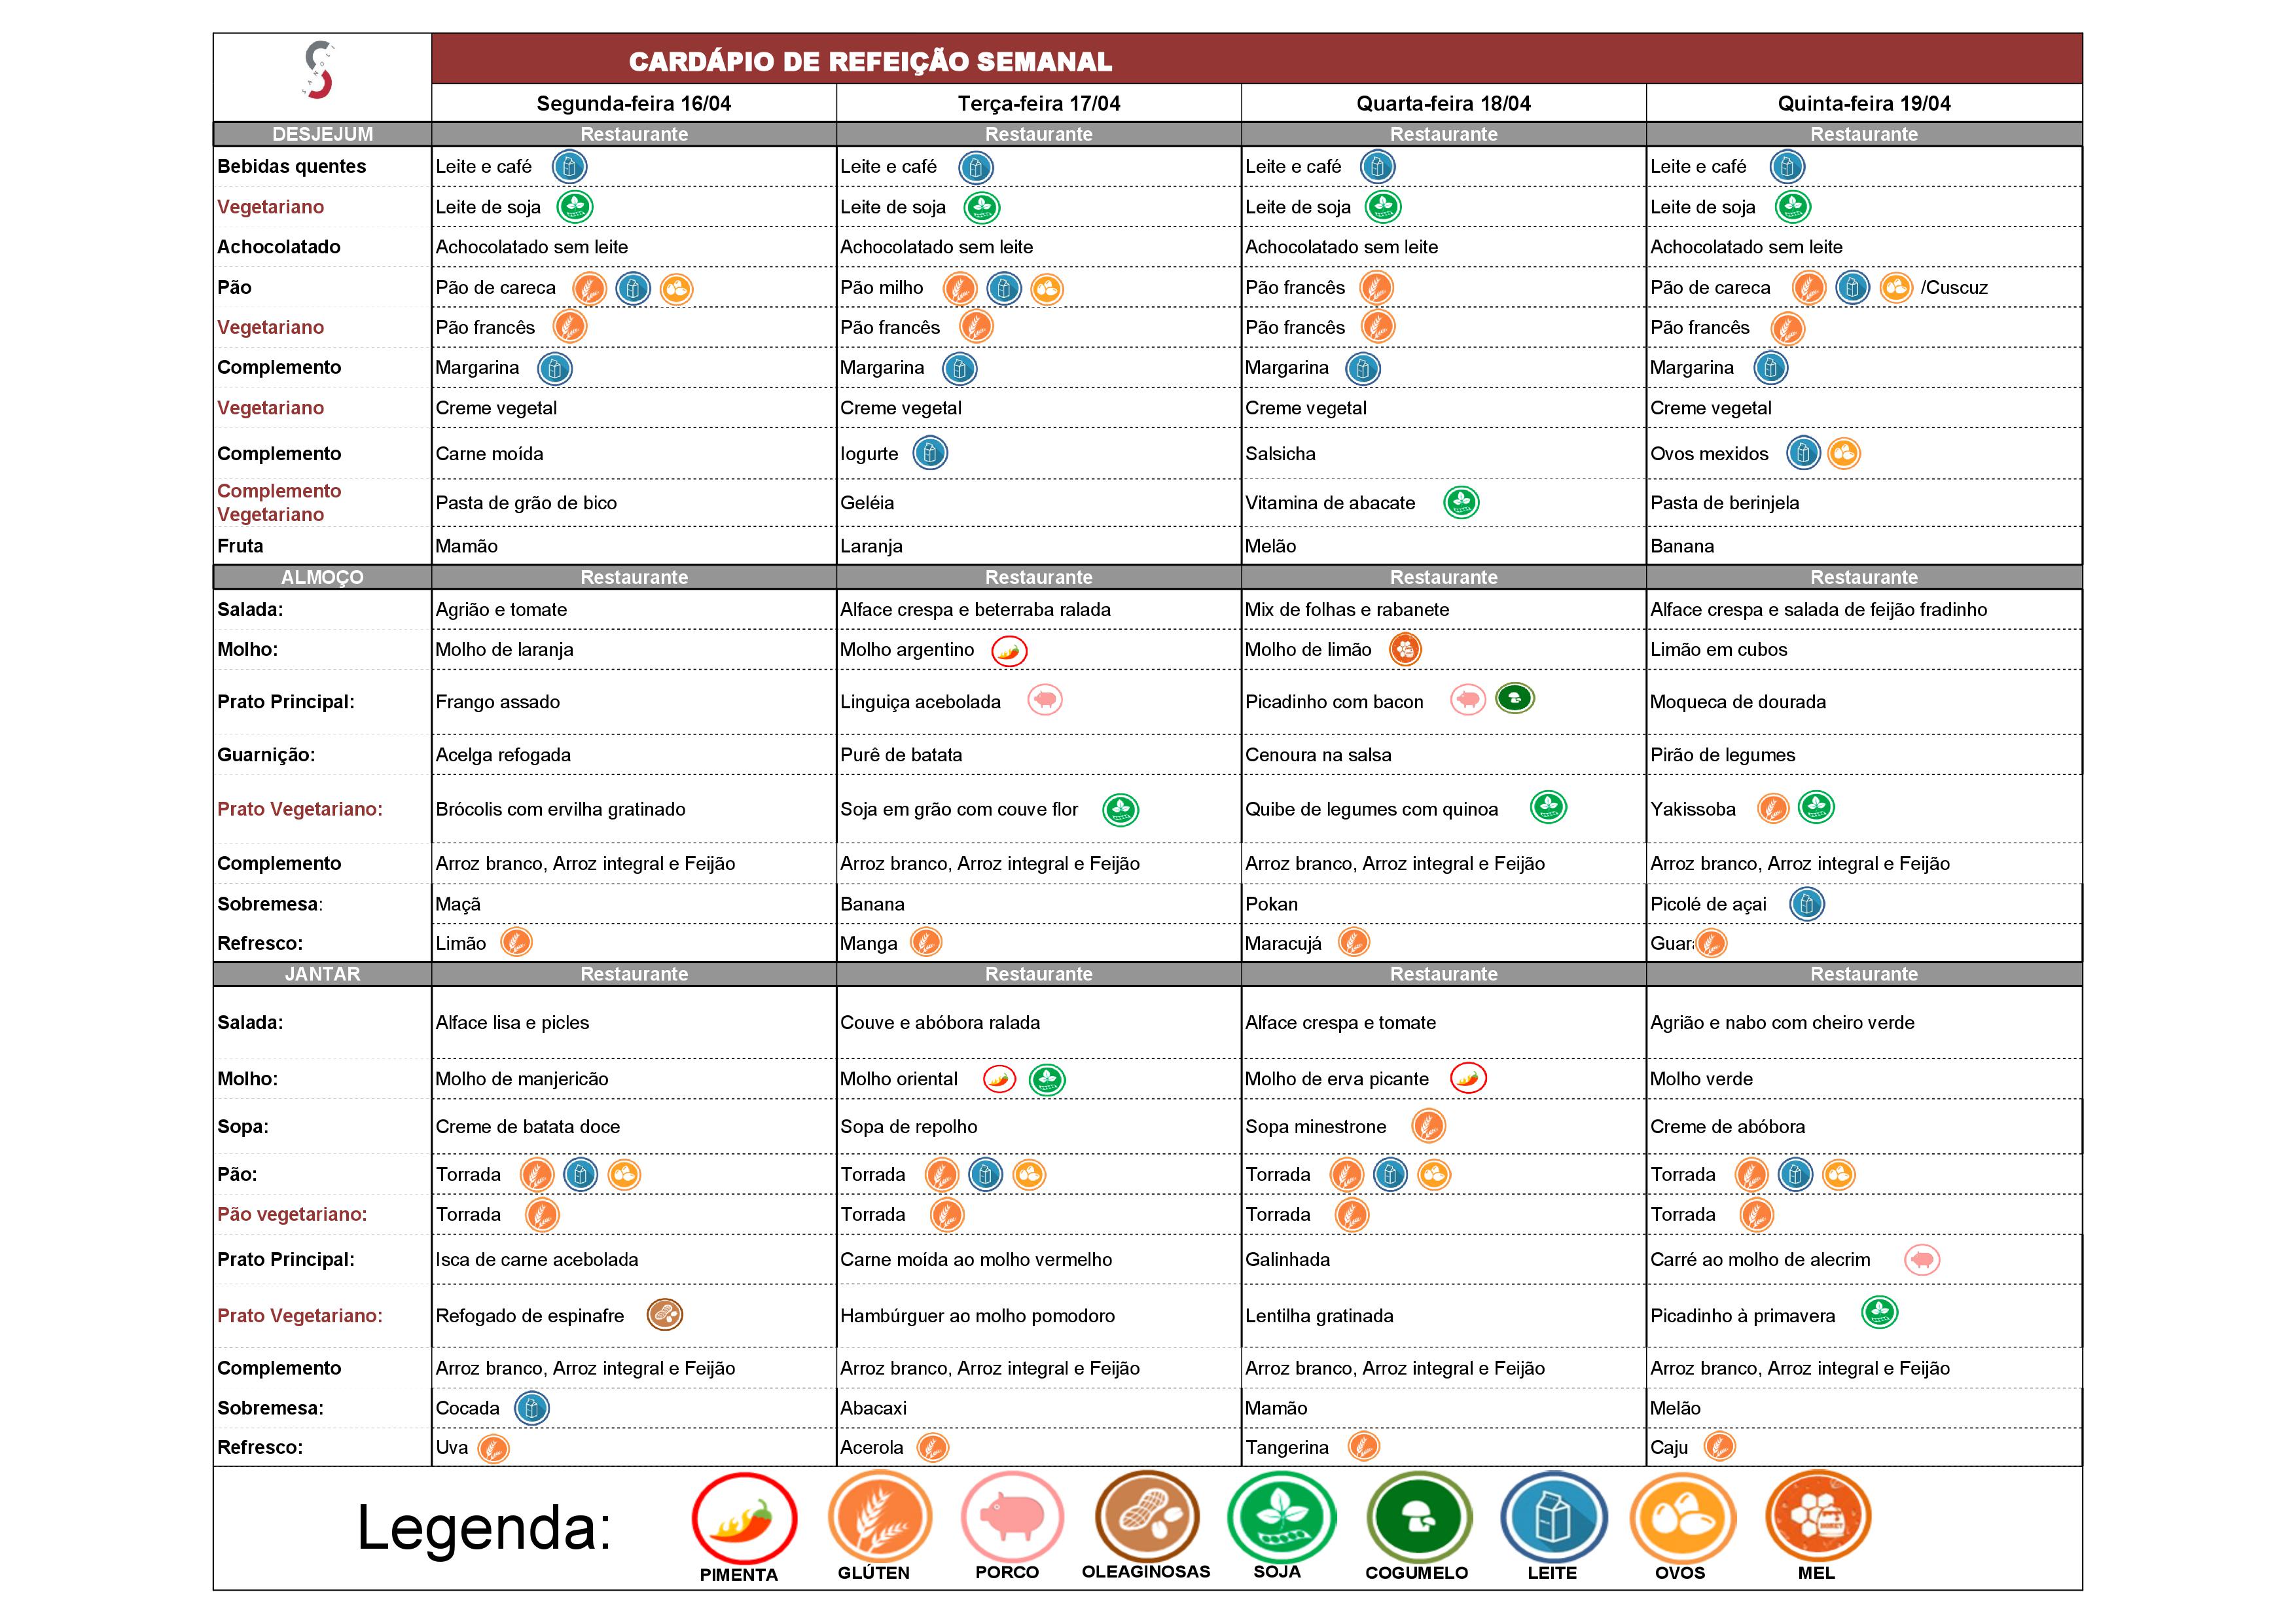 CARDÁPIO DE REFEIÇÃO SEMANAL
Segunda-feira 16/04 Terça-feira 17/04 Quarta-feira 18/04 Quinta-feira 19/04
DESJEJUM Restaurante Restaurante Restaurante Restaurante
Bebidas quentes Leite e café Leite e café Leite e café Leite e café
Vegetariano Leite de soja Leite de soja Leite de soja Leite de soja
Achocolatado Achocolatado sem leite Achocolatado sem leite Achocolatado sem leite Achocolatado sem leite
Pão Pão de careca Pão milho Pão francês Pão de careca /Cuscuz
Vegetariano Pão francês Pão francês Pão francês Pão francês
Complemento Margarina Margarina Margarina Margarina
Vegetariano Creme vegetal Creme vegetal Creme vegetal Creme vegetal
Complemento Carne moída Iogurte Salsicha Ovos mexidos
Complemento
Vegetariano Pasta de grão de bico Geléia Vitamina de abacate Pasta de berinjela
Fruta Mamão Laranja Melão Banana
ALMOÇO Restaurante Restaurante Restaurante Restaurante
Salada: Agrião e tomate Alface crespa e beterraba ralada Mix de folhas e rabanete Alface crespa e salada de feijão fradinho
Molho: Molho de laranja Molho argentino Molho de limão Limão em cubos
Prato Principal: Frango assado Linguiça acebolada Picadinho com bacon Moqueca de dourada
Guarnição: Acelga refogada Purê de batata Cenoura na salsa Pirão de legumes
Prato Vegetariano: Brócolis com ervilha gratinado Soja em grão com couve flor Quibe de legumes com quinoa Yakissoba
Complemento Arroz branco, Arroz integral e Feijão Arroz branco, Arroz integral e Feijão Arroz branco, Arroz integral e Feijão Arroz branco, Arroz integral e Feijão
Sobremesa: Maçã Banana Pokan Picolé de açai
Refresco: Limão Manga Maracujá
JANTAR Restaurante Restaurante Restaurante Restaurante
Salada: Alface lisa e picles Couve e abóbora ralada Alface crespa e tomate Agrião e nabo com cheiro verde
Molho: Molho de manjericão Molho oriental Molho de erva picante Molho verde
Sopa: Creme de batata doce Sopa de repolho Sopa minestrone Creme de abóbora
Pão: Torrada Torrada Torrada Torrada
Pão vegetariano: Torrada Torrada Torrada Torrada
Prato Principal: Isca de carne acebolada Carne moída ao molho vermelho Galinhada Carré ao molho de alecrim
Prato Vegetariano: Refogado de espinafre Hambúrguer ao molho pomodoro Lentilha gratinada Picadinho à primavera
Complemento Arroz branco, Arroz integral e Feijão Arroz branco, Arroz integral e Feijão Arroz branco, Arroz integral e Feijão Arroz branco, Arroz integral e Feijão
Sobremesa: Cocada Abacaxi Mamão Melão
Refresco: Uva Acerola Tangerina Caju
Legenda:
PIMENTA GLÚTEN PORCO OLEAGINOSAS SOJA COGUMELO LEITE OVOS MEL